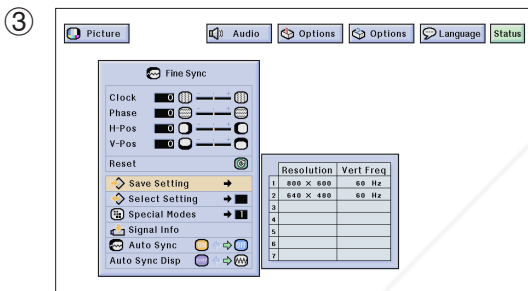 ③
Picture Audio Options Options Language Status
Fine Sync
Clock 0
Phase 0
H-Pos 0
V-Pos 0
Reset
Save Setting
Select Setting
Special Modes 1
Signal Info
Auto Sync
Auto Sync Disp
Resolution Vert Freq
1 800 × 600 60 Hz
2 640 × 480 60 Hz
3
4
5
6
7